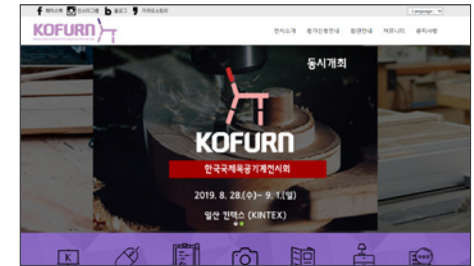 페이스북 인스타그램 블로그 카카오스토리
Language
KOFURN
전시소개 참가신청안내 참관안내 커뮤니티 공지사항
동시개최
KOFURN
한국국제목공기계전시회
2019. 8. 28.(수)~ 9. 1.(일)
일산 킨텍스 (KINTEX)
K